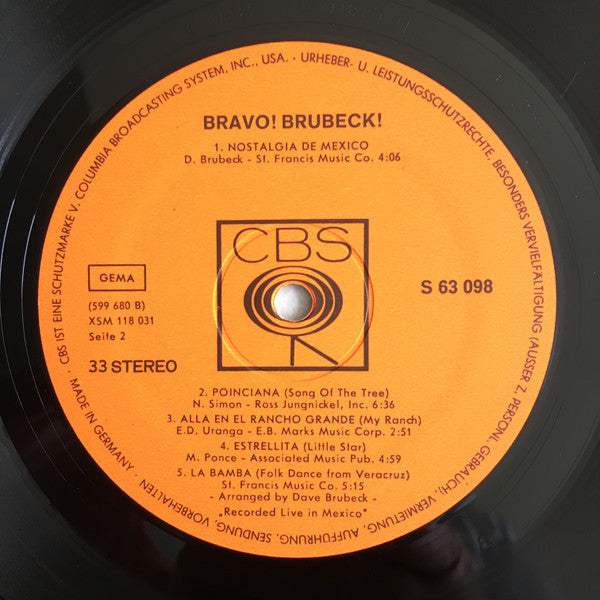 BRAVO! BRUBECK!
1. NOSTALGIA DE MEXICO
D. Brubeck - St. Francis Music Co. 4:06
CBS
GEMA
(599 680 B)
XSM 118 031
Seite 2
33 STEREO
S 63 098
2. POINCIANA (Song Of The Tree)
N. Simon - Ross Jungnickel, Inc. 6:36
3. ALLA EN EL RANCHO GRANDE (My Ranch)
E.D. Uranga - E.B. Marks Music Corp. 2:51
4. ESTRELLITA (Little Star)
M. Ponce - Associated Music Pub. 4:59
5. LA BAMBA (Folk Dance from Veracruz)
St. Francis Music Co. 5:15
- Arranged by Dave Brubeck -
„Recorded Live in Mexico"
CBS IST EINE SCHUTZMARKE V. COLUMBIA BROADCASTING SYSTEM, INC., USA. · URHEBER- U. LEISTUNGSSCHUTZRECHTE, BESONDERS VERVIELFÄLTIGUNG (AUSSER Z. PERSÖNL. GEBRAUCH), VERMIETUNG, AUFFÜHRUNG, SENDUNG, VORBEHALTEN · MADE IN GERMANY ·